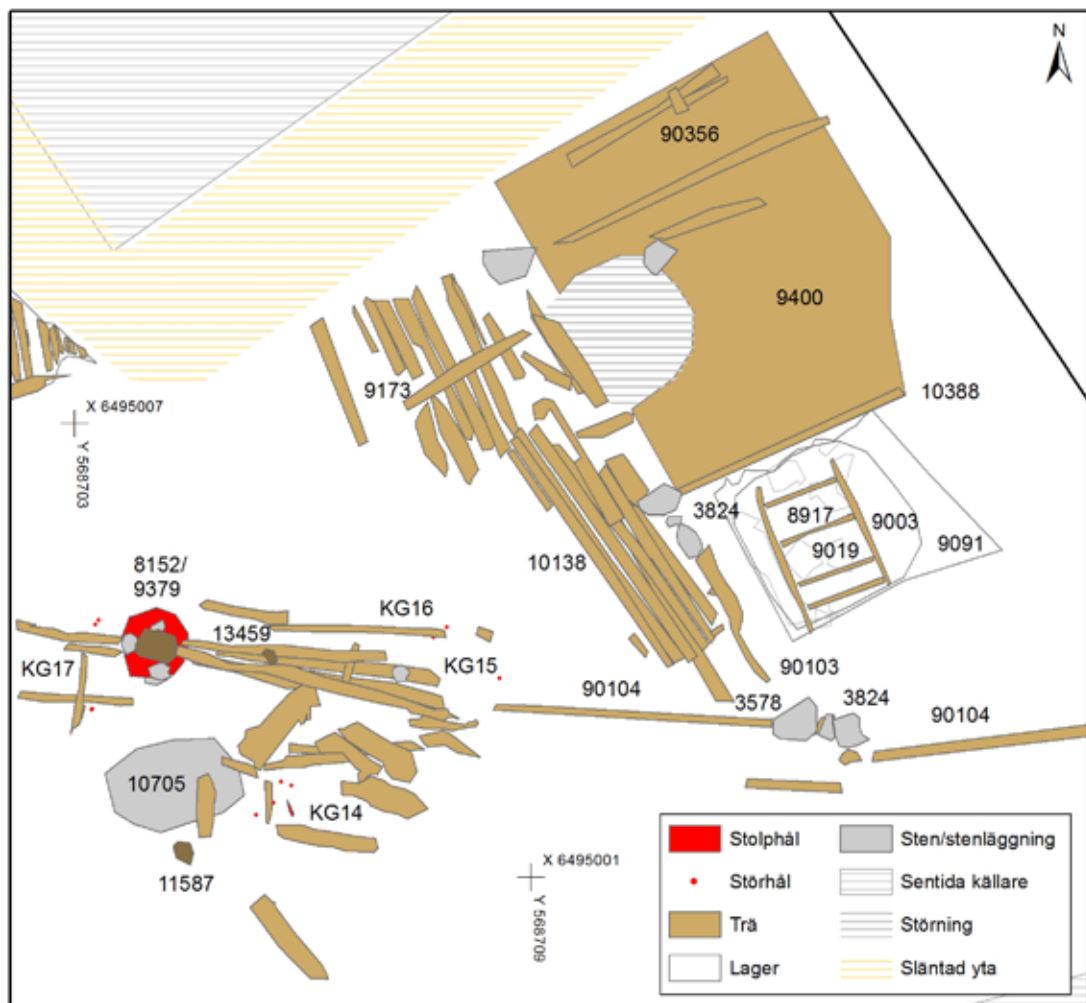 N
90356
9400
9173
10388
X 6495007
Y 568703
3824
8917
9003
9019
9091
10138
8152/
9379
KG16
13459
KG15
KG17
90103
90104
3578
3824
90104
10705
KG14
11587
X 6495001
Y 568709
Stolphål
Störhål
Trä
Lager
Sten/stenläggning
Sentida källare
Störning
Släntad yta